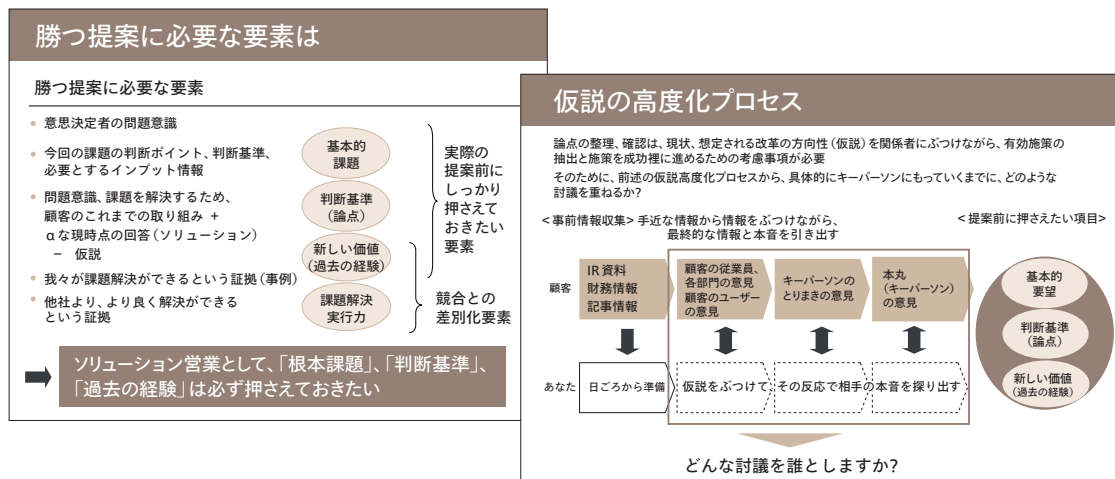 勝つ提案に必要な要素は
勝つ提案に必要な要素
• 意思決定者の問題意識
• 今回の課題の判断ポイント、判断基準、
必要とするインプット情報
• 問題意識、課題を解決するため、
顧客のこれまでの取り組み +
αな現時点の回答(ソリューション)
− 仮説
• 我々が課題解決ができるという証拠(事例)
• 他社より、より良く解決ができる
という証拠
基本的
課題
判断基準
(論点)
新しい価値
(過去の経験)
課題解決
実行力
実際の
提案前に
しっかり
押さえて
おきたい
要素
競合との
差別化要素
ソリューション営業として、「根本課題」、「判断基準」、
「過去の経験」は必ず押さえておきたい
仮説の高度化プロセス
論点の整理、確認は、現状、想定される改革の方向性(仮説)を関係者にぶつけながら、有効施策の
抽出と施策を成功裡に進めるための考慮事項が必要
そのために、前述の仮説高度化プロセスから、具体的にキーパーソンにもっていくまでに、どのような
討議を重ねるか?
<事前情報収集> 手近な情報から情報をぶつけながら、
最終的な情報と本音を引き出す
<提案前に押さえたい項目>
顧客
IR 資料
財務情報
記事情報
顧客の従業員、
各部門の意見
顧客のユーザー
の意見
キーパーソンの
とりまきの意見
本丸
(キーパーソン)
の意見
基本的
要望
判断基準
(論点)
新しい価値
(過去の経験)
あなた
日ごろから準備
仮説をぶつけて、その反応で相手の本音を探り出す
どんな討議を誰としますか?